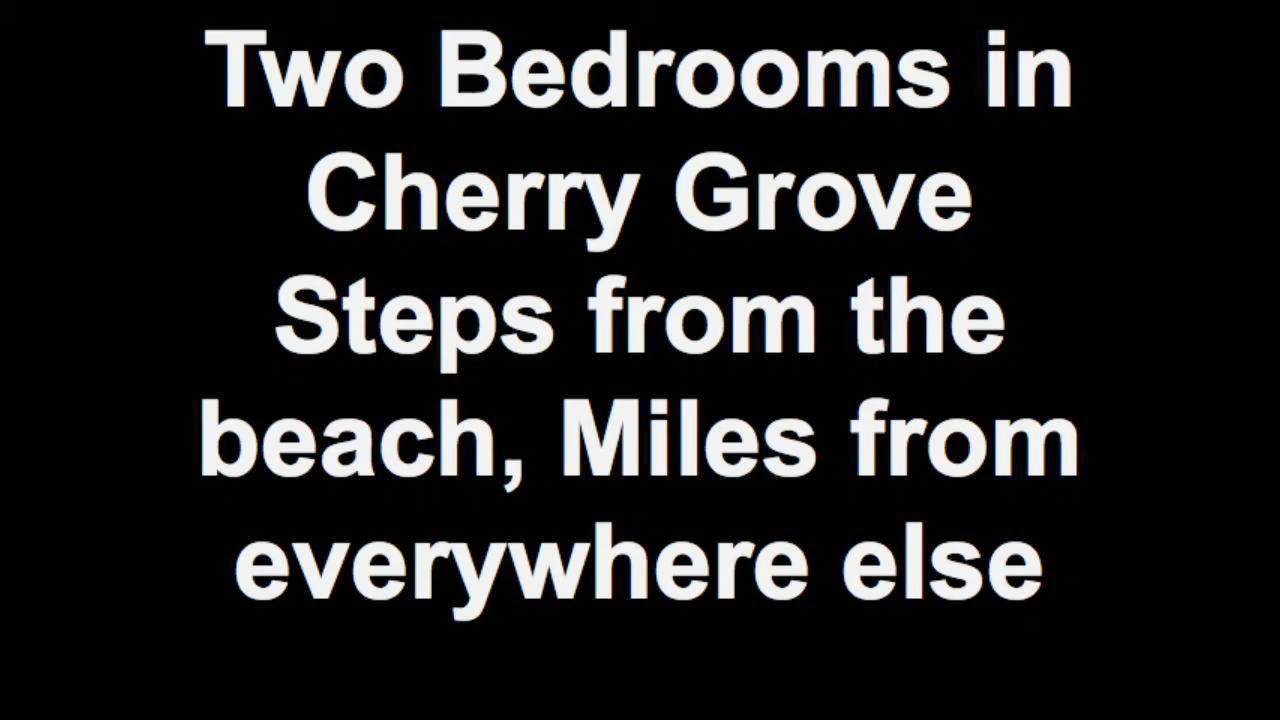 Two Bedrooms in
Cherry Grove
Steps from the
beach, Miles from
everywhere else